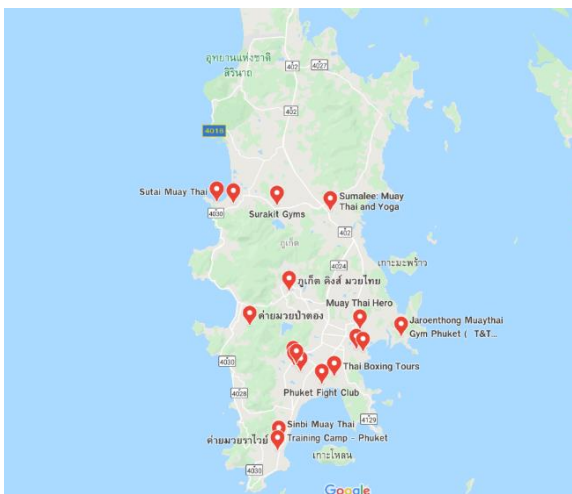 อุทยานแห่งชาติ
สิรินาถ
402
4027
402
4018
Sutai Muay Thai
4030
Surakit Gyms
Sumalee: Muay
Thai and Yoga
402
ภูเก็ต
เกาะมะพร้าว
4024
ภูเก็ต คิงส์ มวยไทย
Muay Thai Hero
ค่ายมวยป่าตอง
Jaroenthong Muaythai
Gym Phuket ( T&T...
4030
Thai Boxing Tours
4028
Phuket Fight Club
4129
Sinbi Muay Thai
Training Camp - Phuket
ค่ายมวยราไวย์
เกาะโหลน
4030
Google